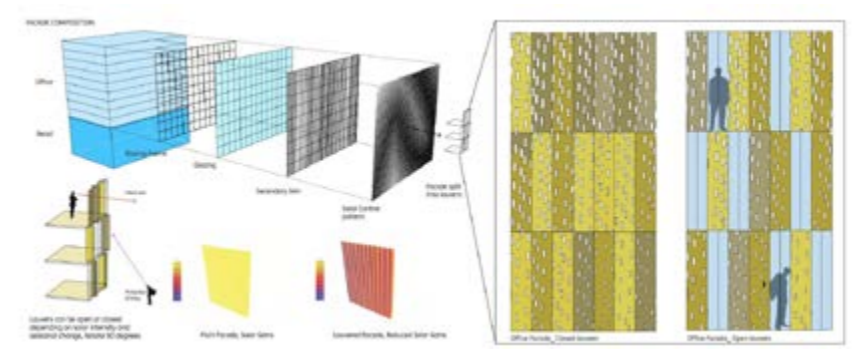 FACADE COMPOSITION
Office
Retail
Glazing
Secondary Skin
Solar Control
pattern
Facade split
into louvers
Louvers can be open or closed
depending on solar intensity and
seasonal change, rotate 90 degrees
Facade, Solar Gains
Louvered Facade, Reduced Solar Gains
Office Facade_ Closed louvers
Office Facade_ Open louvers